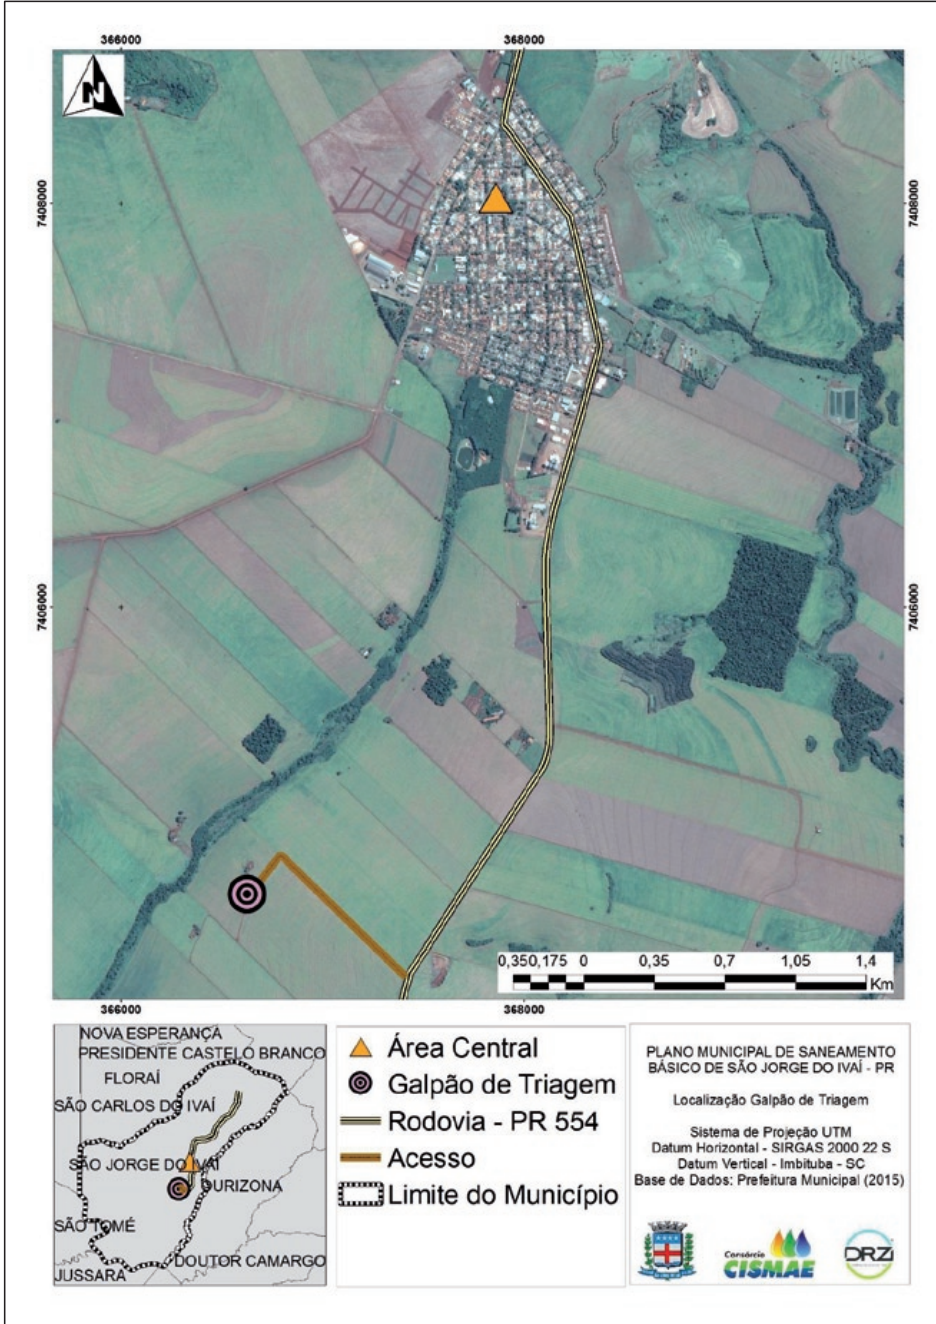 366000
368000
N
7408000
7408000
7406000
7406000
0,350,175 0 0,35 0,7 1,05 1,4
Km
366000
368000
NOVA ESPERANÇA
PRESIDENTE CASTELO BRANCO
FLORAÍ
SÃO CARLOS DO IVAÍ
SÃO JORGE DO IVAÍ
OURIZONA
SÃO TOMÉ
DOUTOR CAMARGO
JUSSARA
Área Central
Galpão de Triagem
Rodovia - PR 554
Acesso
Limite do Município
PLANO MUNICIPAL DE SANEAMENTO
BÁSICO DE SÃO JORGE DO IVAÍ - PR
Localização Galpão de Triagem
Sistema de Projeção UTM
Datum Horizontal - SIRGAS 2000 22 S
Datum Vertical - Imbituba - SC
Base de Dados: Prefeitura Municipal (2015)
Consórcio
CISMAE
DRZ